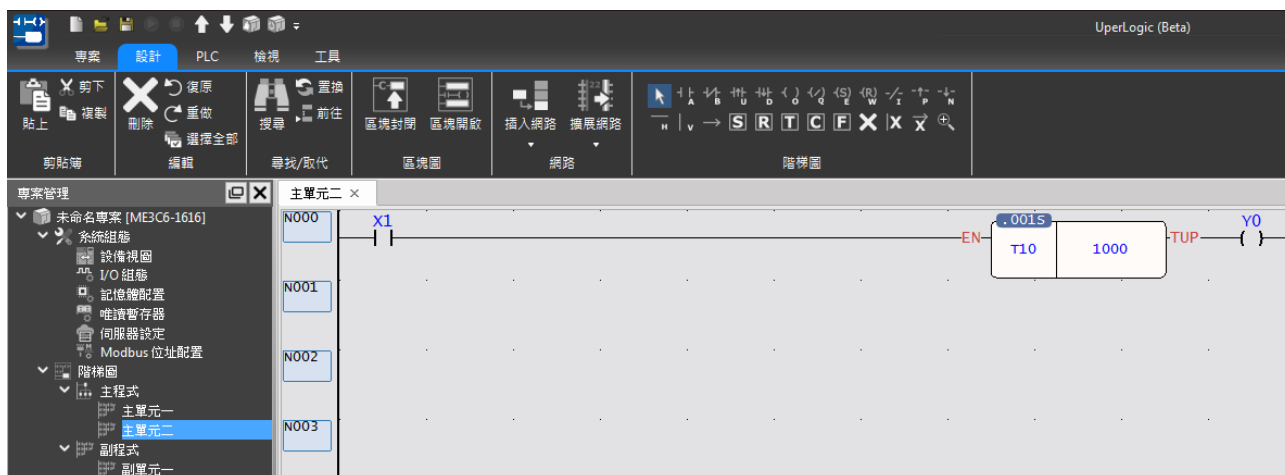 UperLogic (Beta)
專案 設計 PLC 檢視 工具
剪下 復原 置換
貼上 複製 刪除 重做 搜尋 前往 區塊封閉 區塊開啟 插入網路 擴展網路
選擇全部
剪貼簿 編輯 尋找/取代 區塊圖 網路 階梯圖
專案管理 主單元二
未命名專案 [ME3C6-1616]
系統組態
設備視圖
I/O 組態
記憶體配置
唯讀暫存器
伺服器設定
Modbus 位址配置
階梯圖
主程式
主單元一
主單元二
副程式
副單元一
N000 X1 .001S Y0
EN T10 1000 TUP
N001
N002
N003